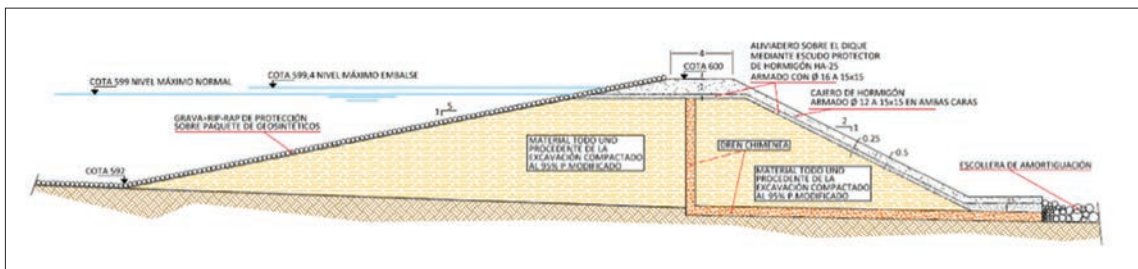 COTA 599 NIVEL MÁXIMO NORMAL
COTA 599,4 NIVEL MÁXIMO EMBALSE
4
COTA 600
ALIVIADERO SOBRE EL DIQUE
MEDIANTE ESCUDO PROTECTOR
DE HORMIGÓN HA-25
ARMADO CON Ø 16 A 15x15
CAJERO DE HORMIGÓN
ARMADO Ø 12 A 15x15 EN AMBAS CARAS
5
1
GRAVA+RIP-RAP DE PROTECCIÓN
SOBRE PAQUETE DE GEOSINTÉTICOS
2
1
0.25
0.5
MATERIAL TODO UNO
PROCEDENTE DE LA
EXCAVACIÓN COMPACTADO
AL 95% P.MODIFICADO
DREN CHIMENEA
MATERIAL TODO UNO
PROCEDENTE DE LA
EXCAVACIÓN COMPACTADO
AL 95% P.MODIFICADO
ESCOLLERA DE AMORTIGUACIÓN
COTA 592